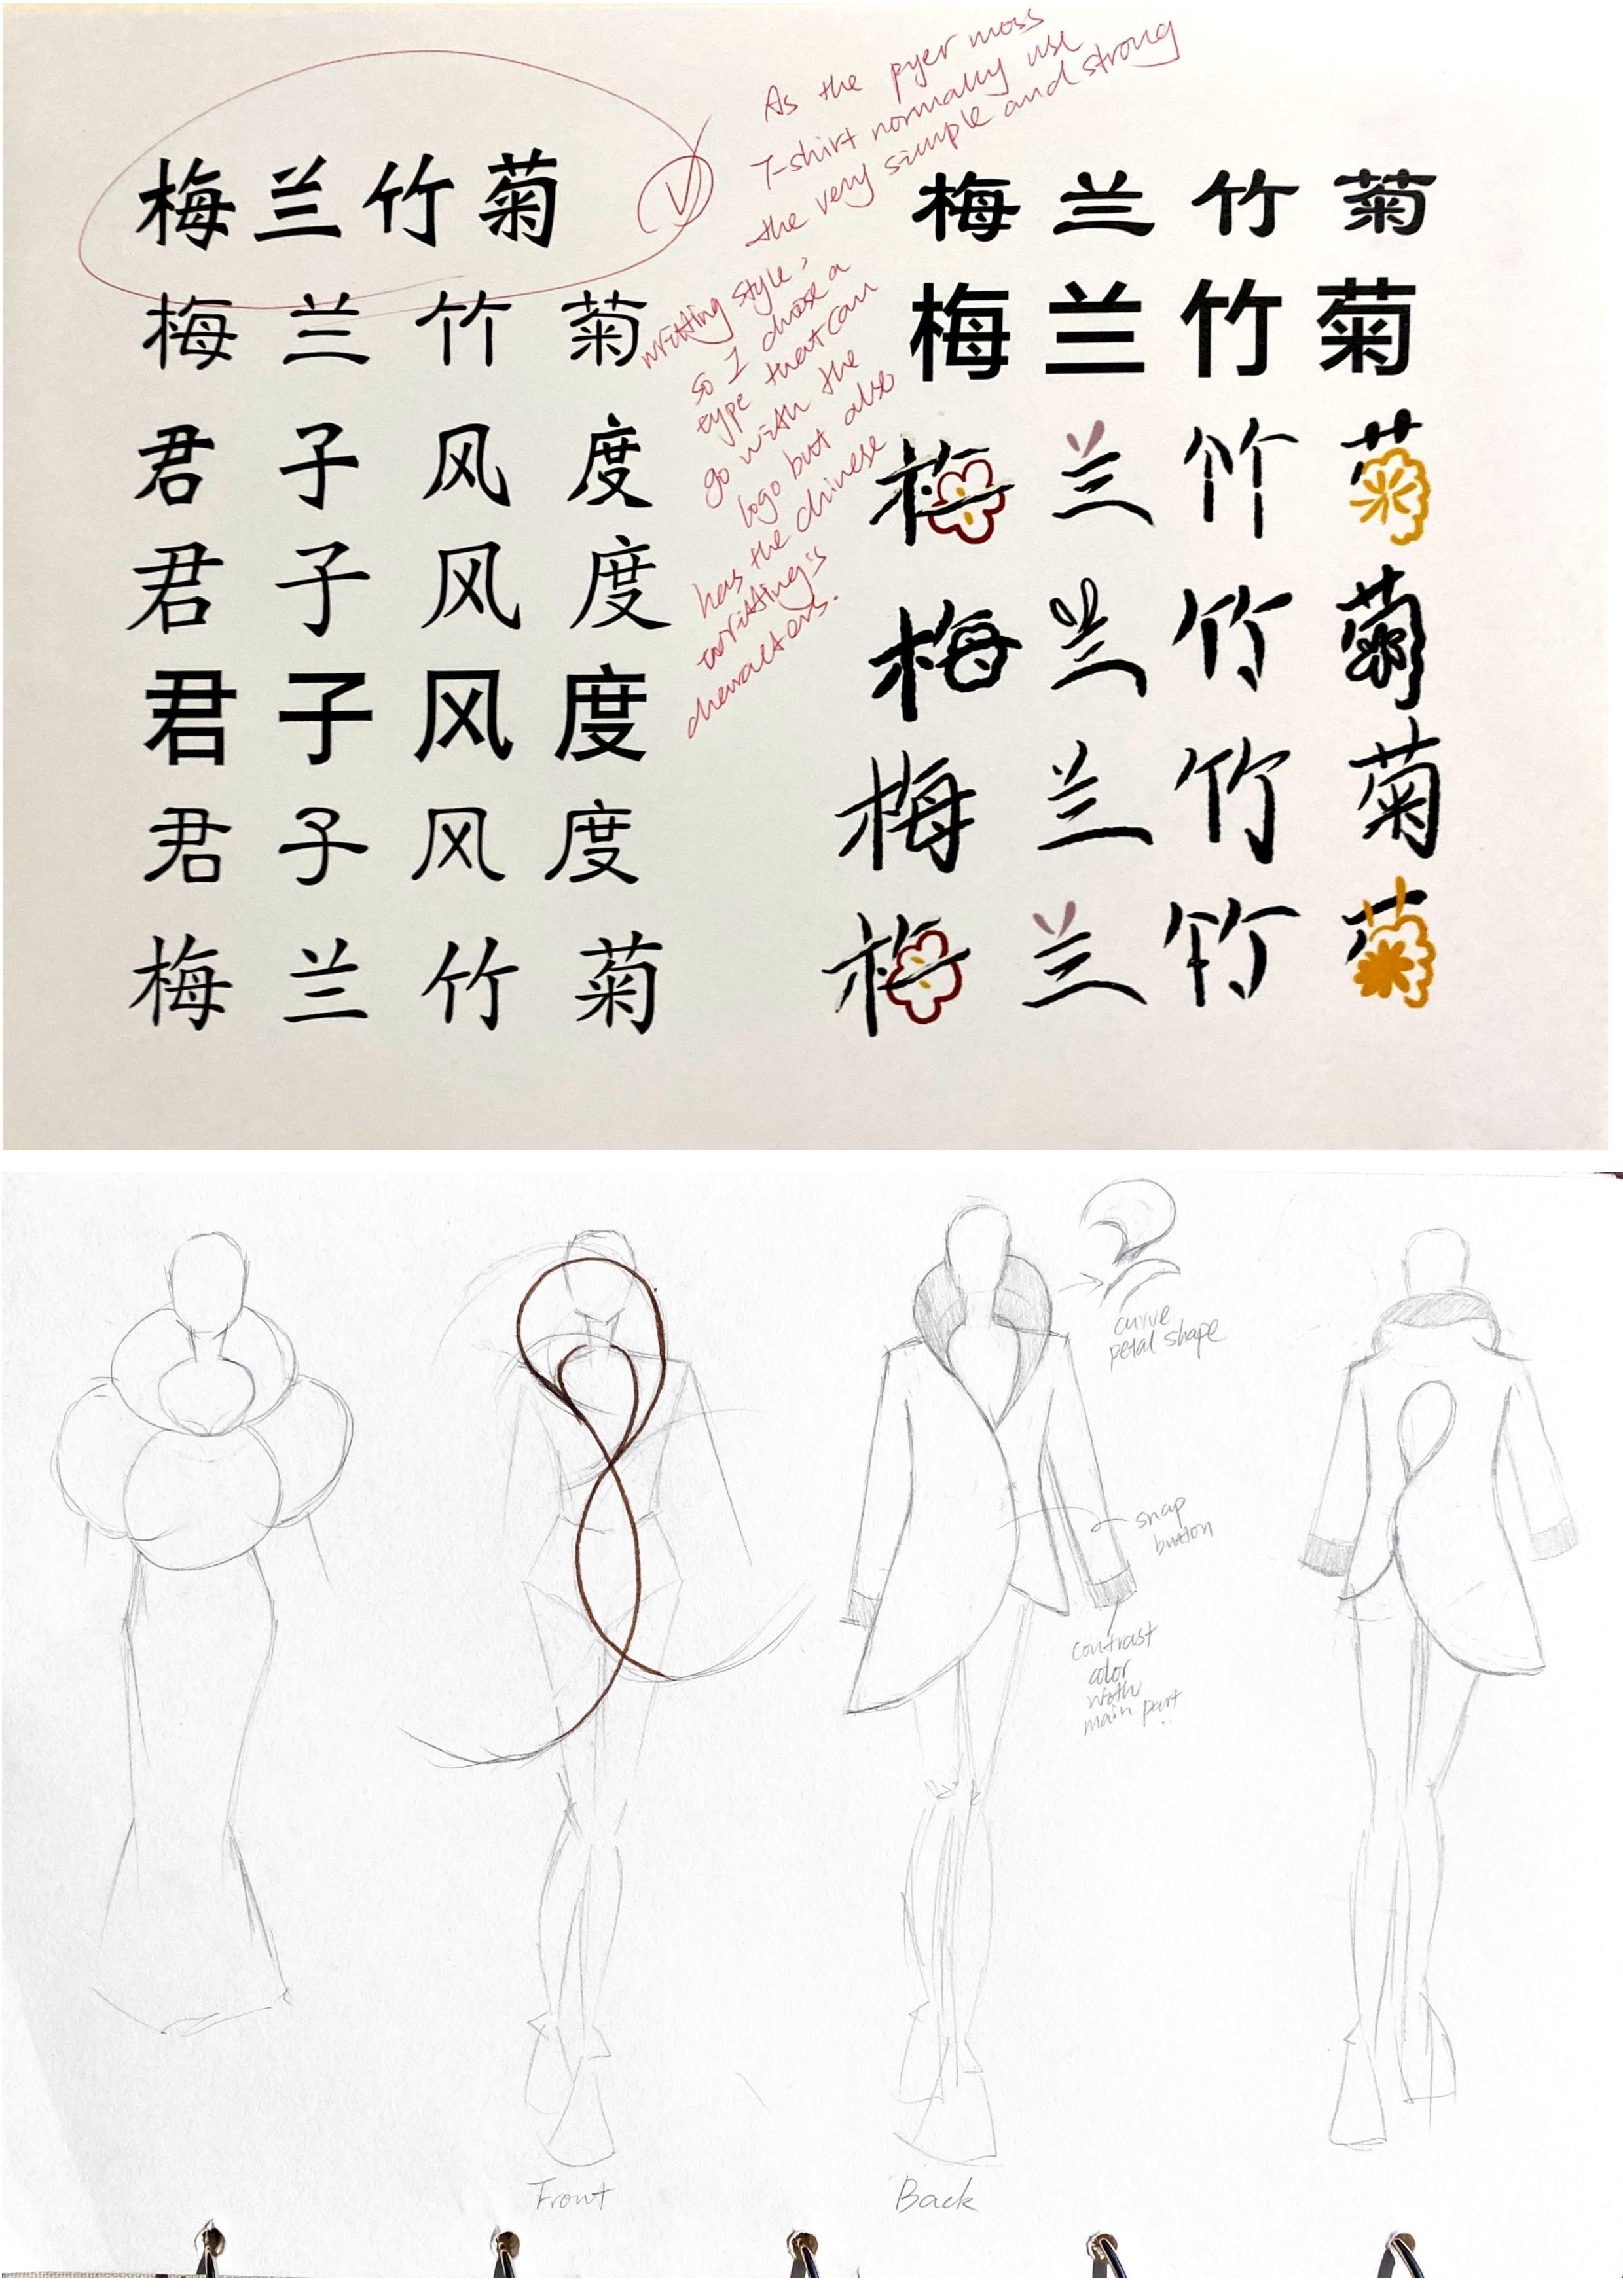 梅兰竹菊
梅兰竹菊
君子风度
君子风度
君子风度
君子风度
梅兰竹菊
As the pyer moss
T-shirt normally use
the very simple and strong
writting style,
so I choose a
type that can
go with the
logo but also
has the chinese
writting's
characters.
梅兰竹菊
梅兰竹菊
梅兰竹菊
梅兰竹菊
梅兰竹菊
梅兰竹菊
curve
petal shape
snap
button
contrast
color
with
main part
Front
Back